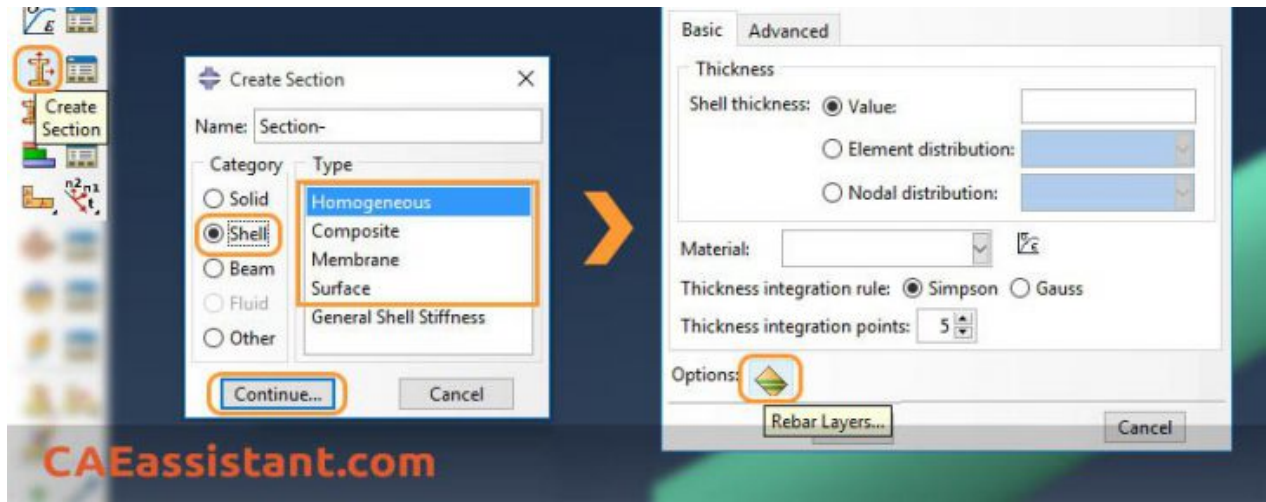 ε
Create
Section
n2 n1
t
Create Section
Name: Section-
Category
Type
Solid
Shell
Beam
Fluid
Other
Homogeneous
Composite
Membrane
Surface
General Shell Stiffness
Continue...
Cancel
Basic
Advanced
Thickness
Shell thickness:
Value:
Element distribution:
Nodal distribution:
Material:
σ
ε
Thickness integration rule:
Simpson
Gauss
Thickness integration points: 5
Options:
Rebar Layers...
Cancel
CAEassistant.com